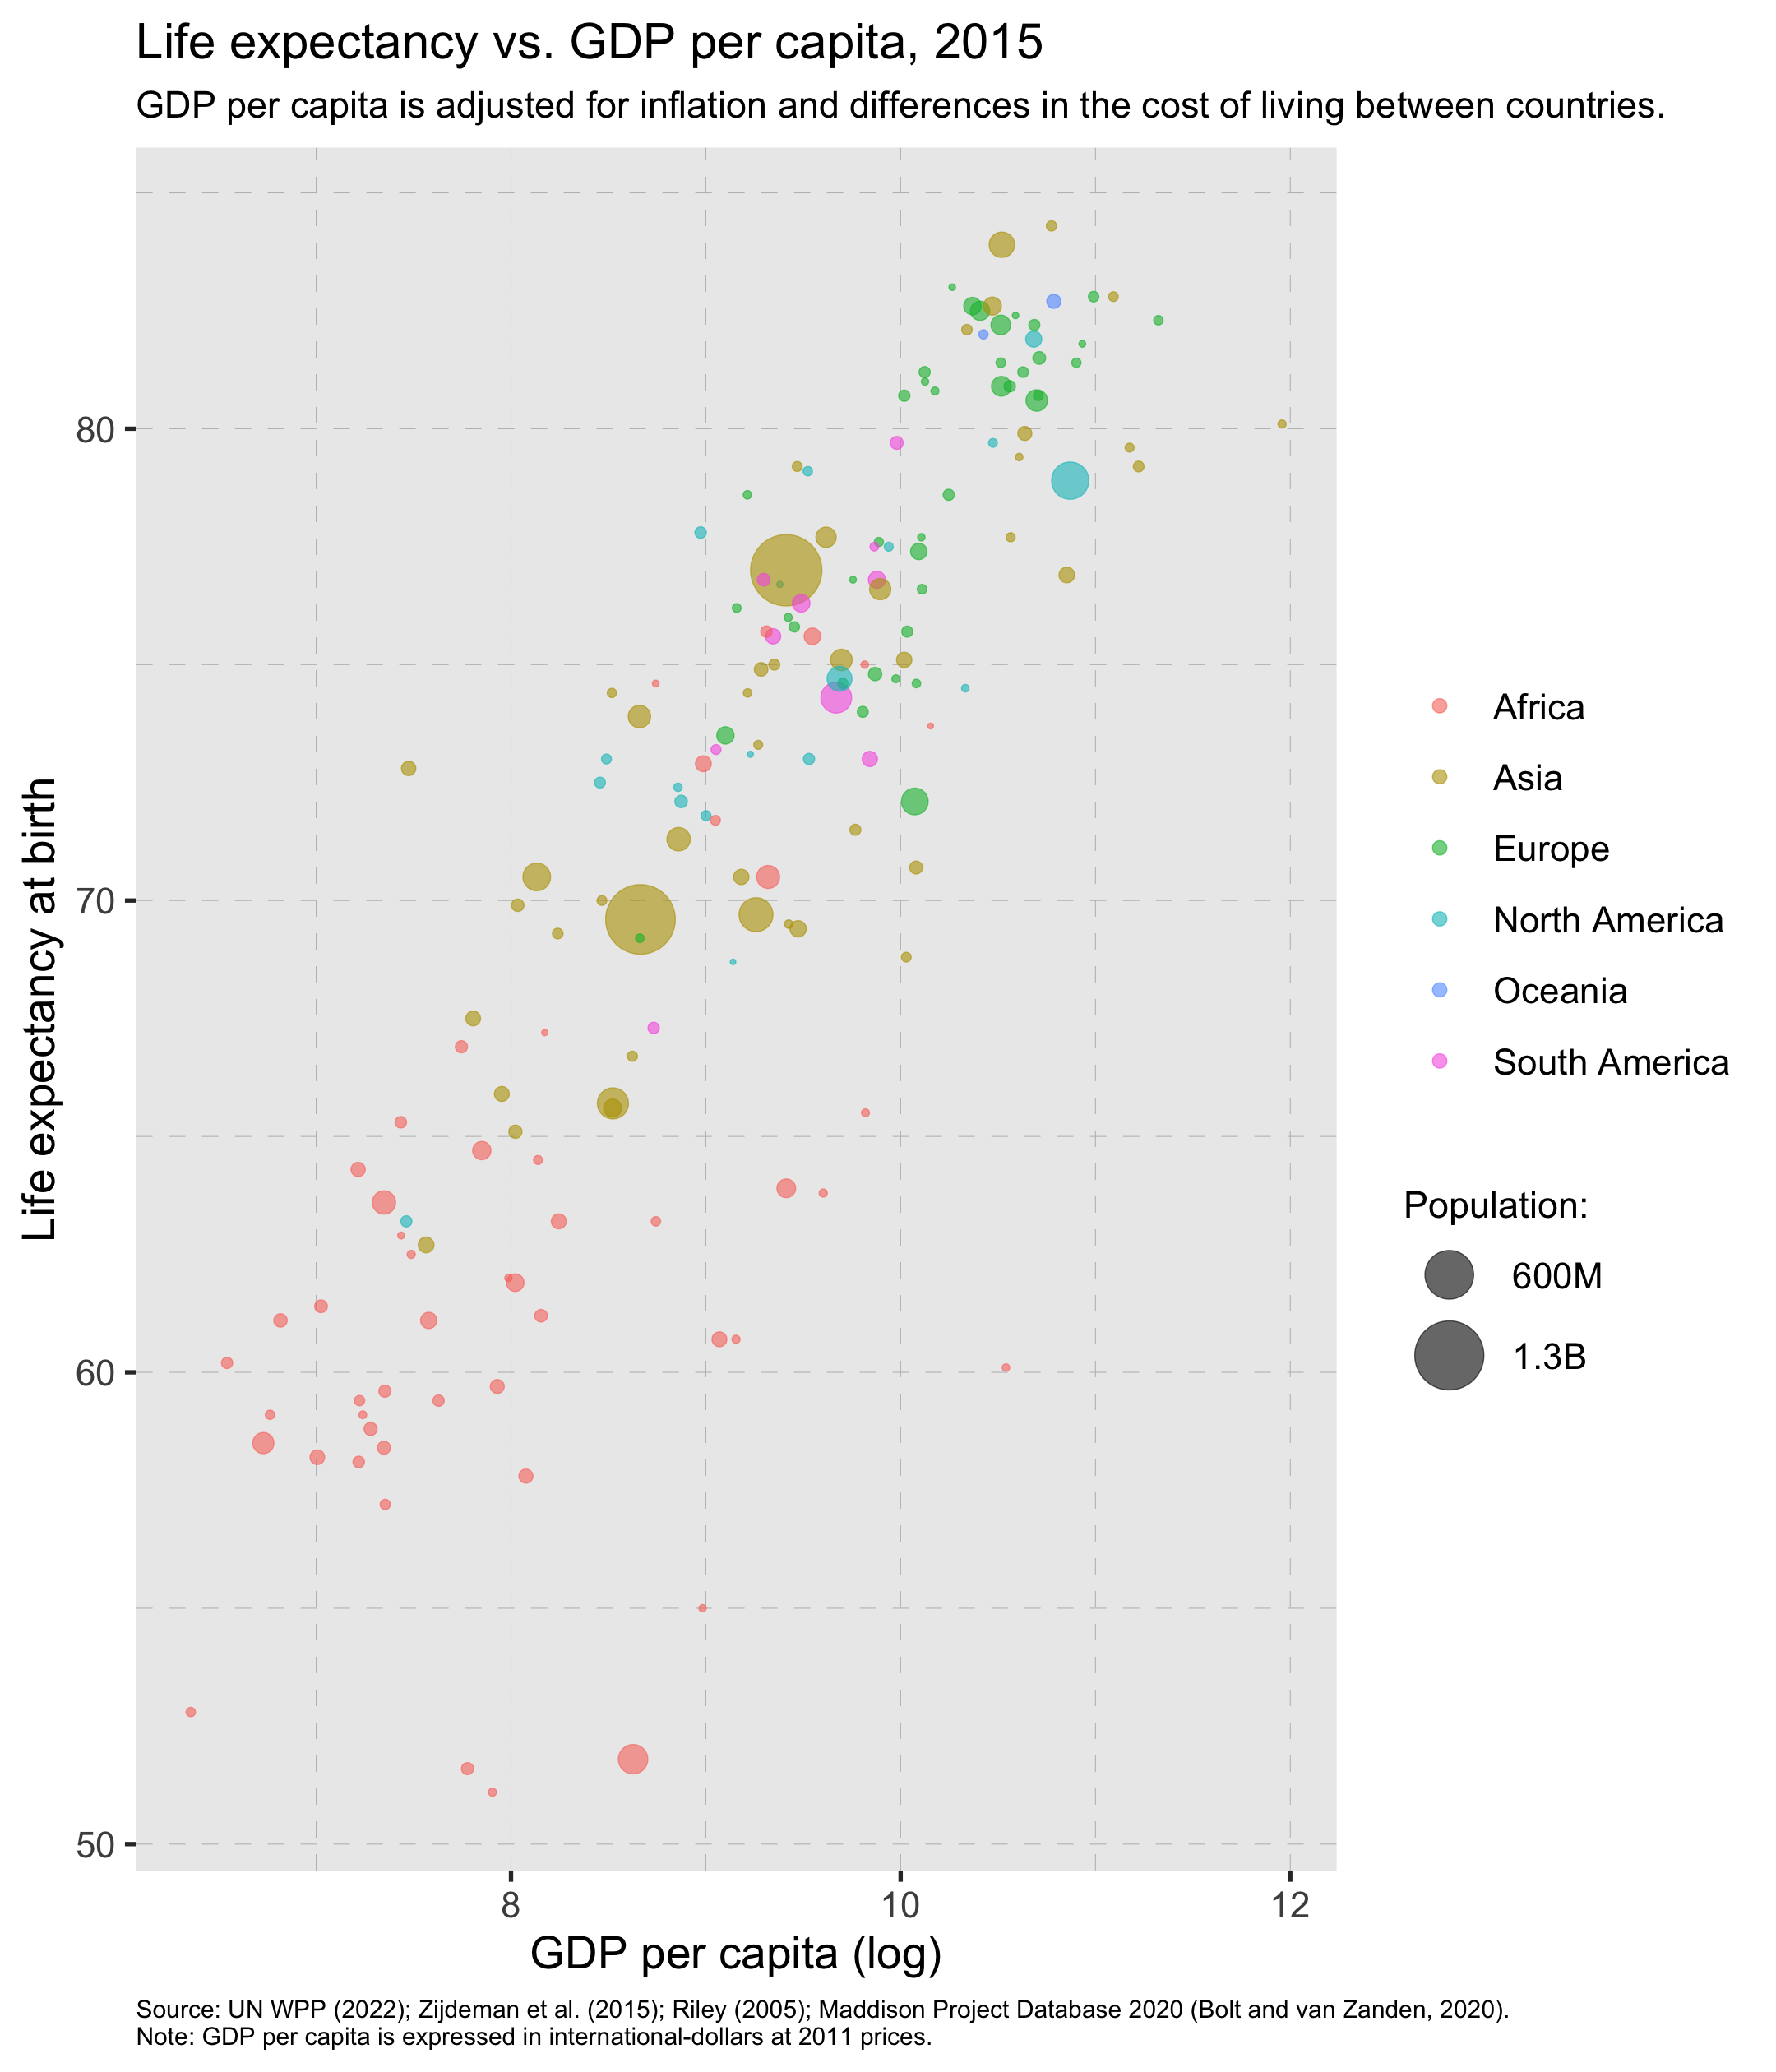 Life expectancy vs. GDP per capita, 2015
GDP per capita is adjusted for inflation and differences in the cost of living between countries.
Life expectancy at birth
80
70
60
50
8
10
12
GDP per capita (log)
Africa
Asia
Europe
North America
Oceania
South America
Population:
600M
1.3B
Source: UN WPP (2022); Zijdeman et al. (2015); Riley (2005); Maddison Project Database 2020 (Bolt and van Zanden, 2020).
Note: GDP per capita is expressed in international-dollars at 2011 prices.